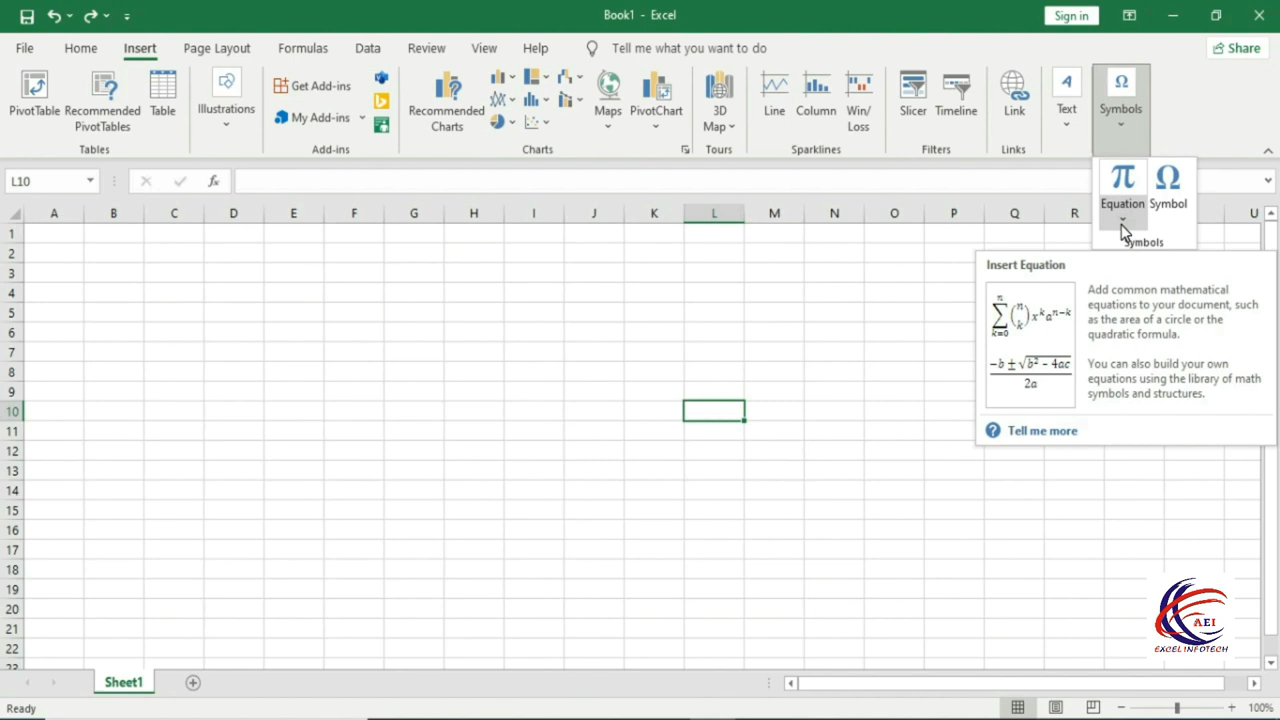 Book1 - Excel
Sign in
File Home Insert Page Layout Formulas Data Review View Help Tell me what you want to do Share
PivotTable Recommended PivotTables Table Illustrations Get Add-ins My Add-ins Recommended Charts Maps PivotChart 3D Map Line Column Win/Loss Slicer Timeline Link Text Ω Symbols
Tables Add-ins Charts Tours Sparklines Filters Links
L10 fx
π Ω
Equation Symbol
Symbols
A B C D E F G H I J K L M N O P Q R U
1
2
3
4
5
6
7
8
9
10
11
12
13
14
15
16
17
18
19
20
21
22
23
Insert Equation
n
∑ (n k) x^k a^n−k
k=0
−b ± √b² − 4ac
2a
Add common mathematical
equations to your document, such
as the area of a circle or the
quadratic formula.
You can also build your own
equations using the library of math
symbols and structures.
? Tell me more
AEI
EXCEL INFOTECH
Sheet1
Ready
100%